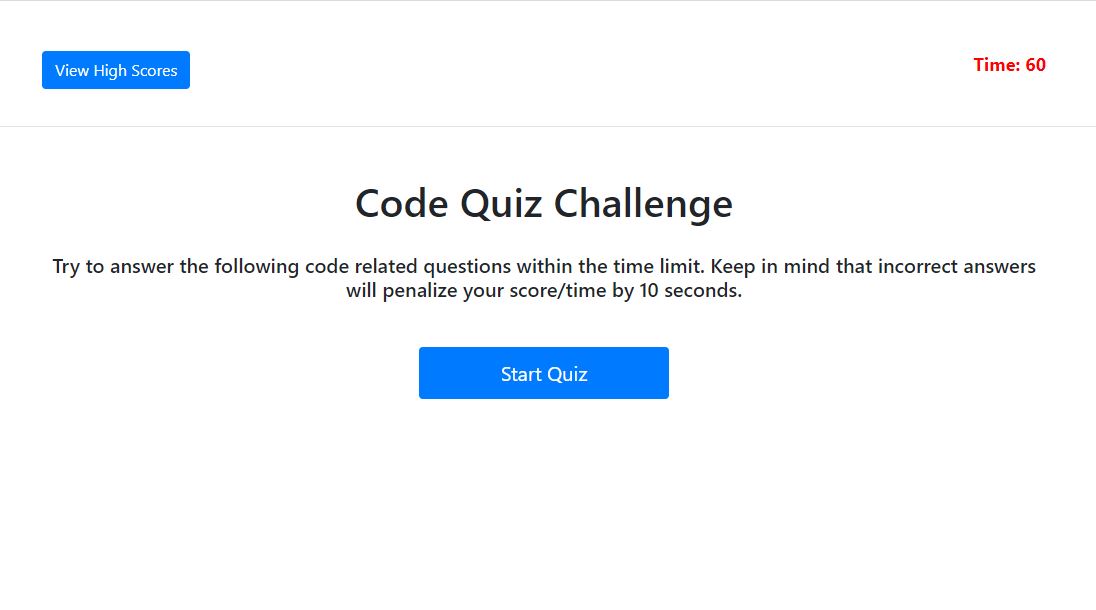 View High Scores
Time: 60
Code Quiz Challenge
Try to answer the following code related questions within the time limit. Keep in mind that incorrect answers
will penalize your score/time by 10 seconds.
Start Quiz